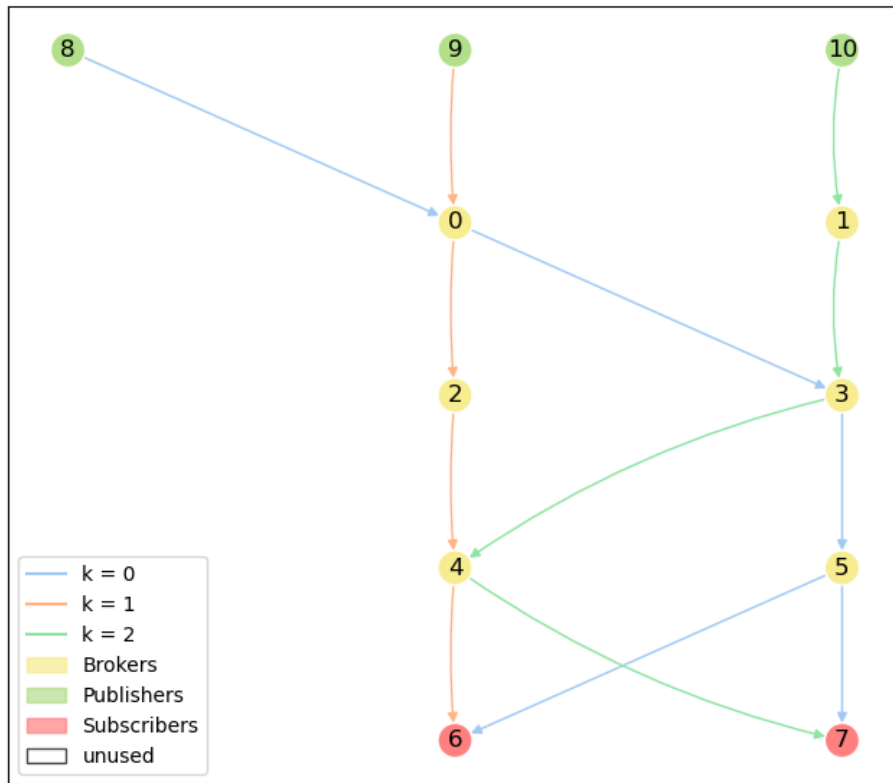 8 9 10
0 1
2 3
4 5
6 7
k = 0
k = 1
k = 2
Brokers
Publishers
Subscribers
unused